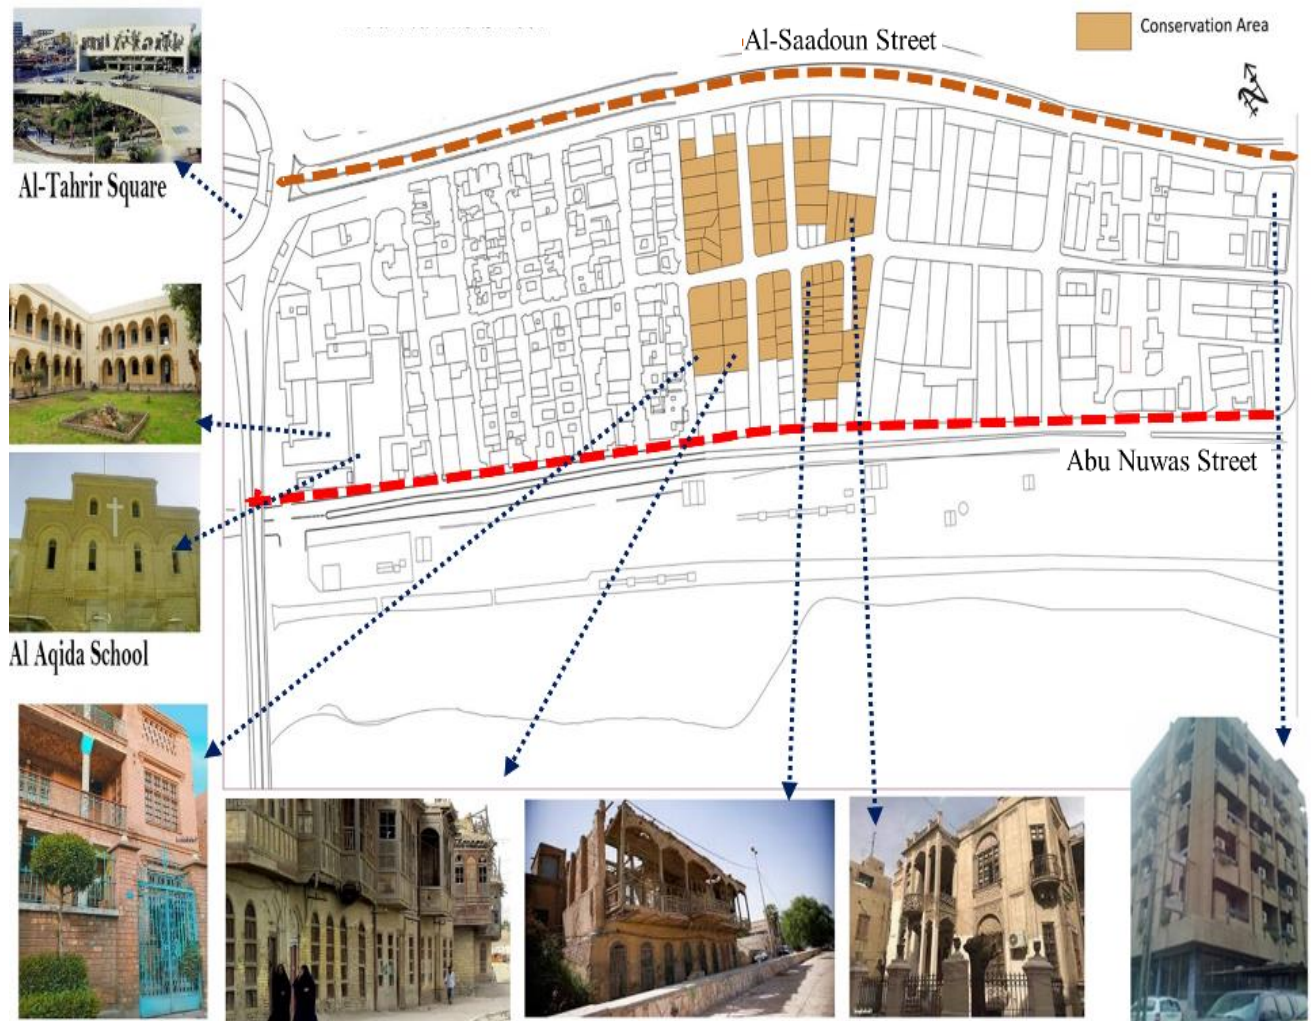 Conservation Area
Al-Saadoun Street
N
Al-Tahrir Square
Abu Nuwas Street
Al Aqida School